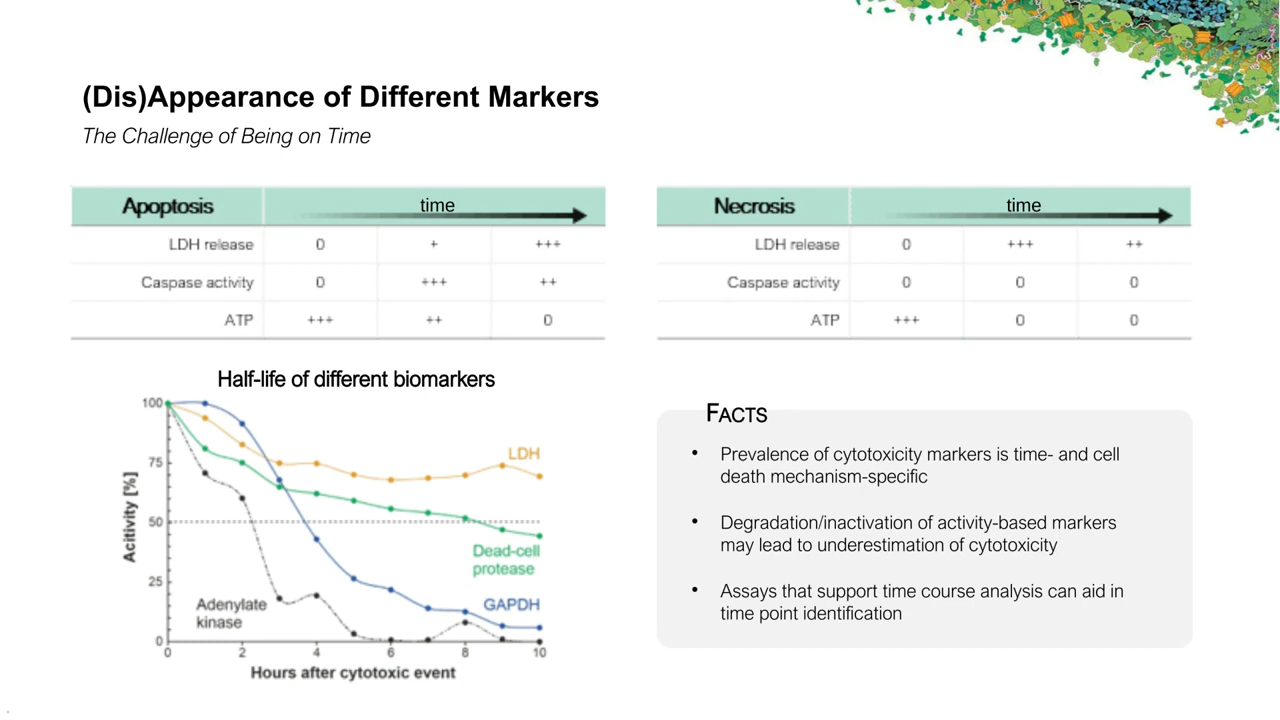 (Dis)Appearance of Different Markers
The Challenge of Being on Time
Apoptosis time
LDH release 0 + +++
Caspase activity 0 +++ ++
ATP +++ ++ 0
Necrosis time
LDH release 0 +++ ++
Caspase activity 0 0 0
ATP +++ 0 0
Half-life of different biomarkers
100
75
50
25
0
Acitivity [%]
LDH
Dead-cell
protease
GAPDH
Adenylate
kinase
0 2 4 6 8 10
Hours after cytotoxic event
FACTS
• Prevalence of cytotoxicity markers is time- and cell
death mechanism-specific
• Degradation/inactivation of activity-based markers
may lead to underestimation of cytotoxicity
• Assays that support time course analysis can aid in
time point identification